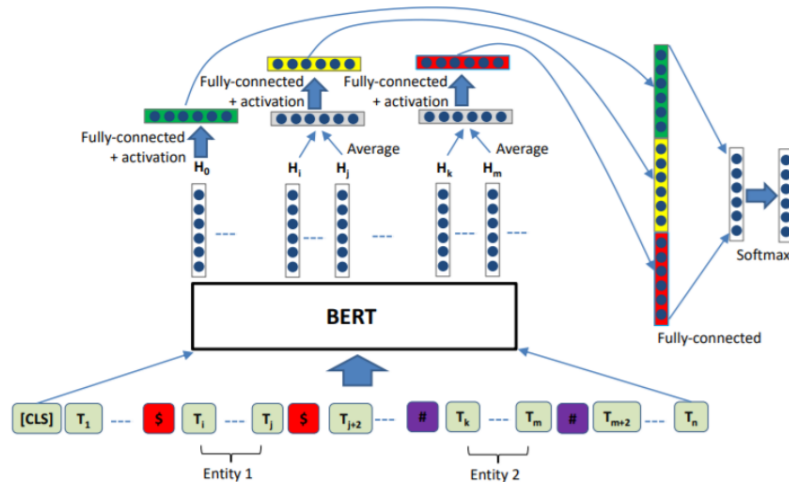 Fully-connected
+ activation
Fully-connected
+ activation
Fully-connected
+ activation
Average
Average
H0
Hi
Hj
Hk
Hm
Softmax
Fully-connected
BERT
[CLS] T1 $ Ti Tj $ Tj+2 # Tk Tm # Tm+2 Tn
Entity 1
Entity 2